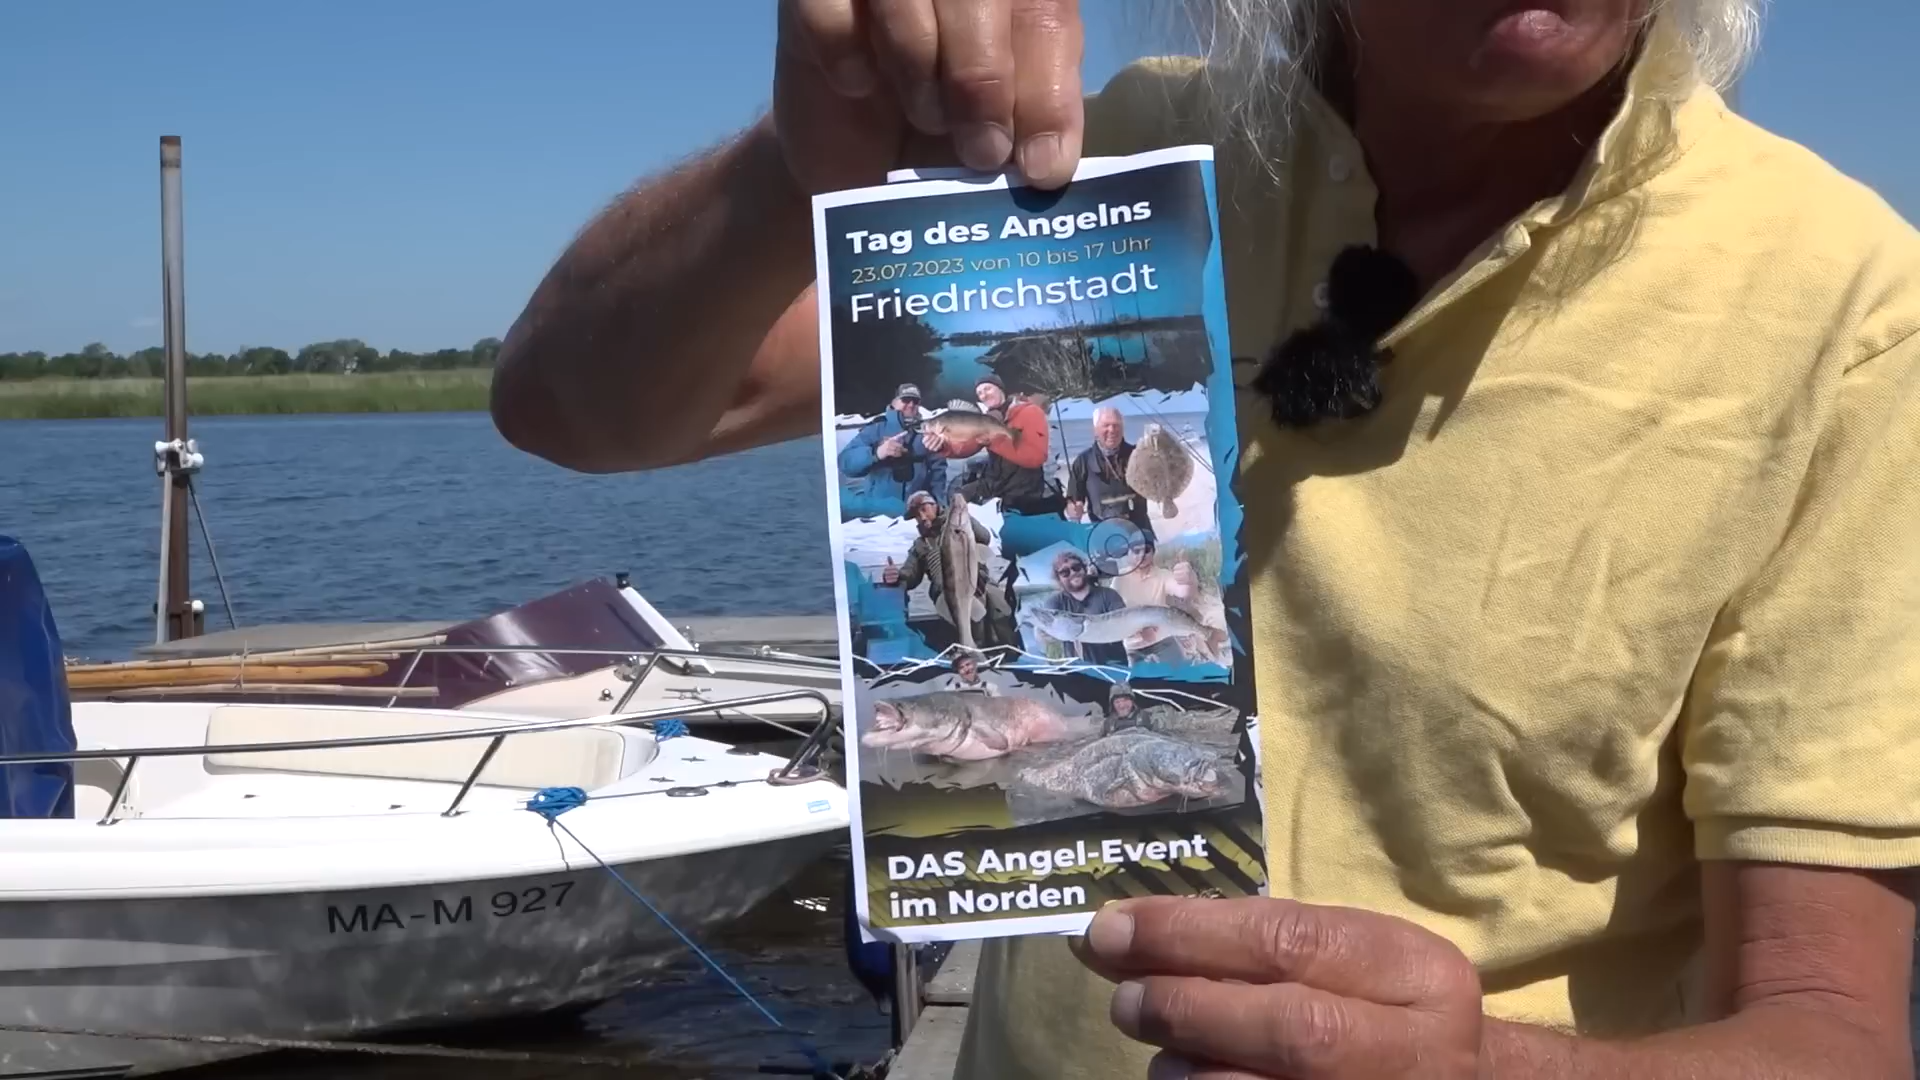 Tag des Angelns
23.07.2023 von 10 bis 17 Uhr
Friedrichstadt
DAS Angel-Event
im Norden
MA-M 927